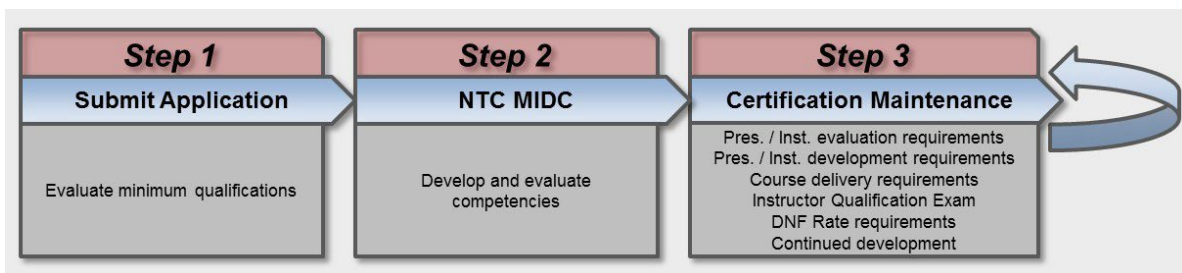 Step 1
Submit Application
Evaluate minimum qualifications
Step 2
NTC MIDC
Develop and evaluate
competencies
Step 3
Certification Maintenance
Pres. / Inst. evaluation requirements
Pres. / Inst. development requirements
Course delivery requirements
Instructor Qualification Exam
DNF Rate requirements
Continued development